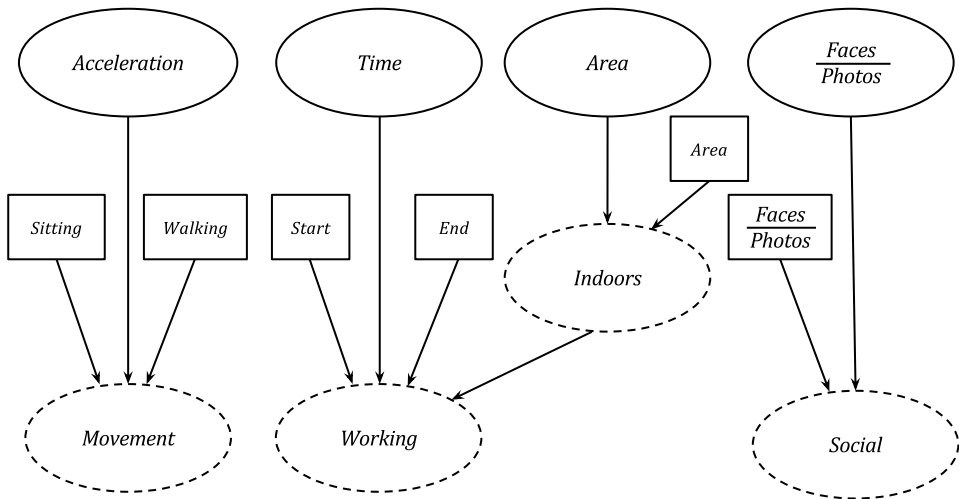 Acceleration
Time
Area
Faces
Photos
Area
Sitting
Walking
Start
End
Faces
Photos
Indoors
Movement
Working
Social